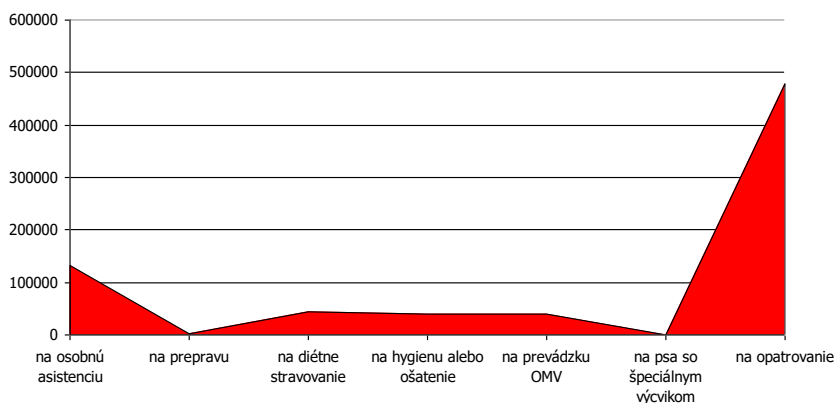 600000
500000
400000
300000
200000
100000
0
na osobnú
asistenciu
na prepravu
na diétne
stravovanie
na hygienu alebo
ošatenie
na prevádzku
OMV
na psa so
špeciálnym
výcvikom
na opatrovanie